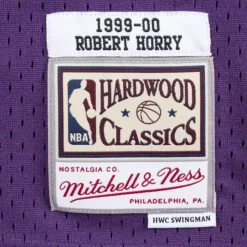 1999-00
ROBERT HORRY
NBA
HARDWOOD
CLASSICS
NOSTALGIA CO.
Mitchell & Ness
PHILADELPHIA, PA.
HWC SWINGMAN